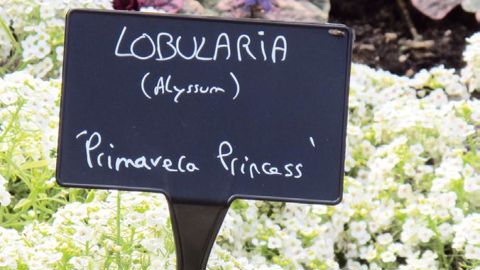 LOBULARIA
(Alyssum)
'Primavera Princess'